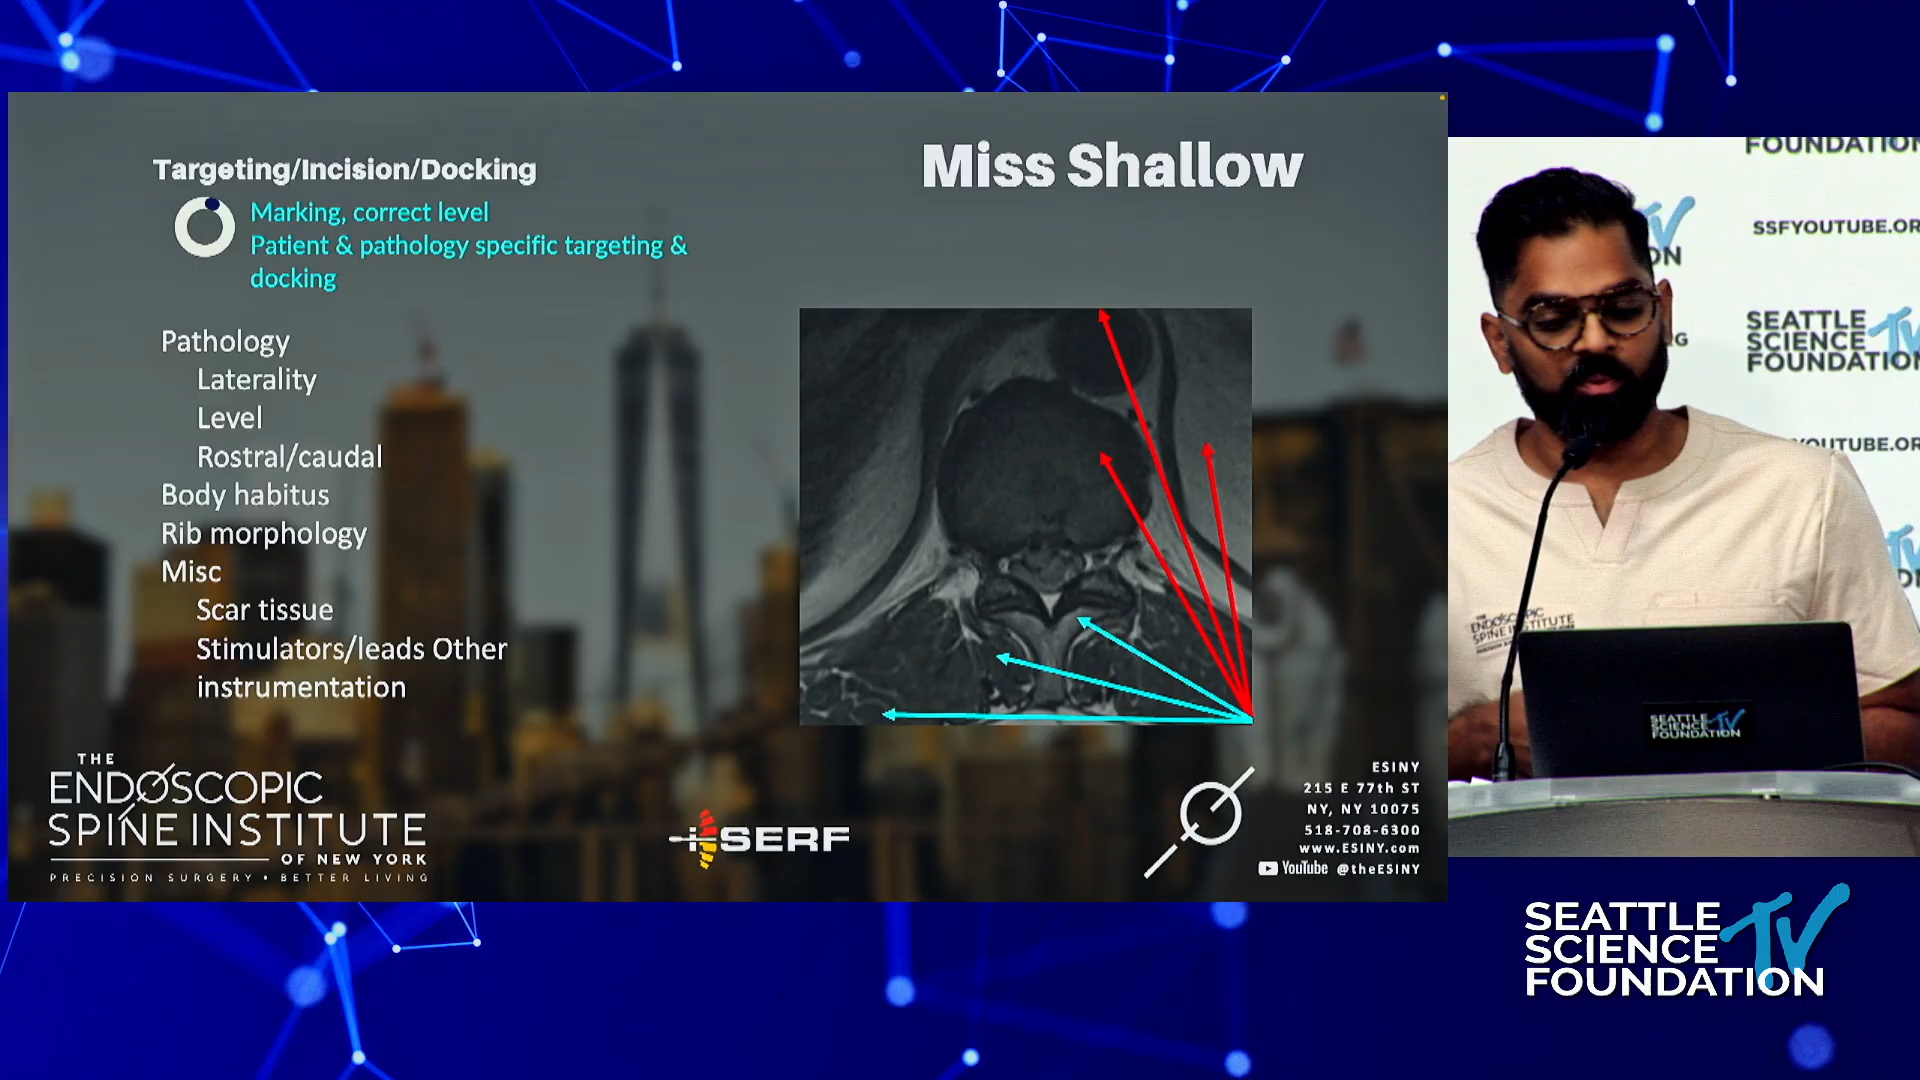 Targeting/Incision/Docking
Marking, correct level
Patient & pathology specific targeting &
docking
Pathology
Laterality
Level
Rostral/caudal
Body habitus
Rib morphology
Misc
Scar tissue
Stimulators/leads Other
instrumentation
Miss Shallow
THE
ENDOSCOPIC
SPINE INSTITUTE
OF NEW YORK
PRECISION SURGERY • BETTER LIVING
SERF
ESINY
215 E 77th ST
NY, NY 10075
518-708-6300
www.ESINY.com
YouTube @theESINY
FOUNDATION
TV
SSFYOUTUBE.OR
SEATTLE TV
SCIENCE
FOUNDATION
YOUTUBE.OR
THE
ENDOSCOPIC
SPINE INSTITUTE
SEATTLE TV
SCIENCE
FOUNDATION
SEATTLE TV
SCIENCE
FOUNDATION